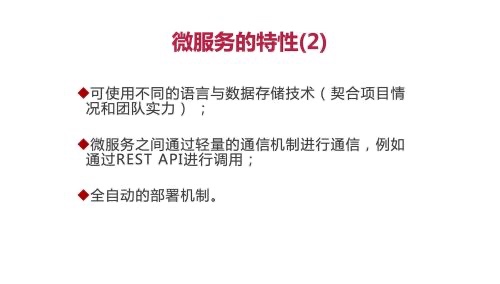 微服务的特性(2)
◆可使用不同的语言与数据存储技术（契合项目情
况和团队实力）；
◆微服务之间通过轻量的通信机制进行通信，例如
通过REST API进行调用；
◆全自动的部署机制。